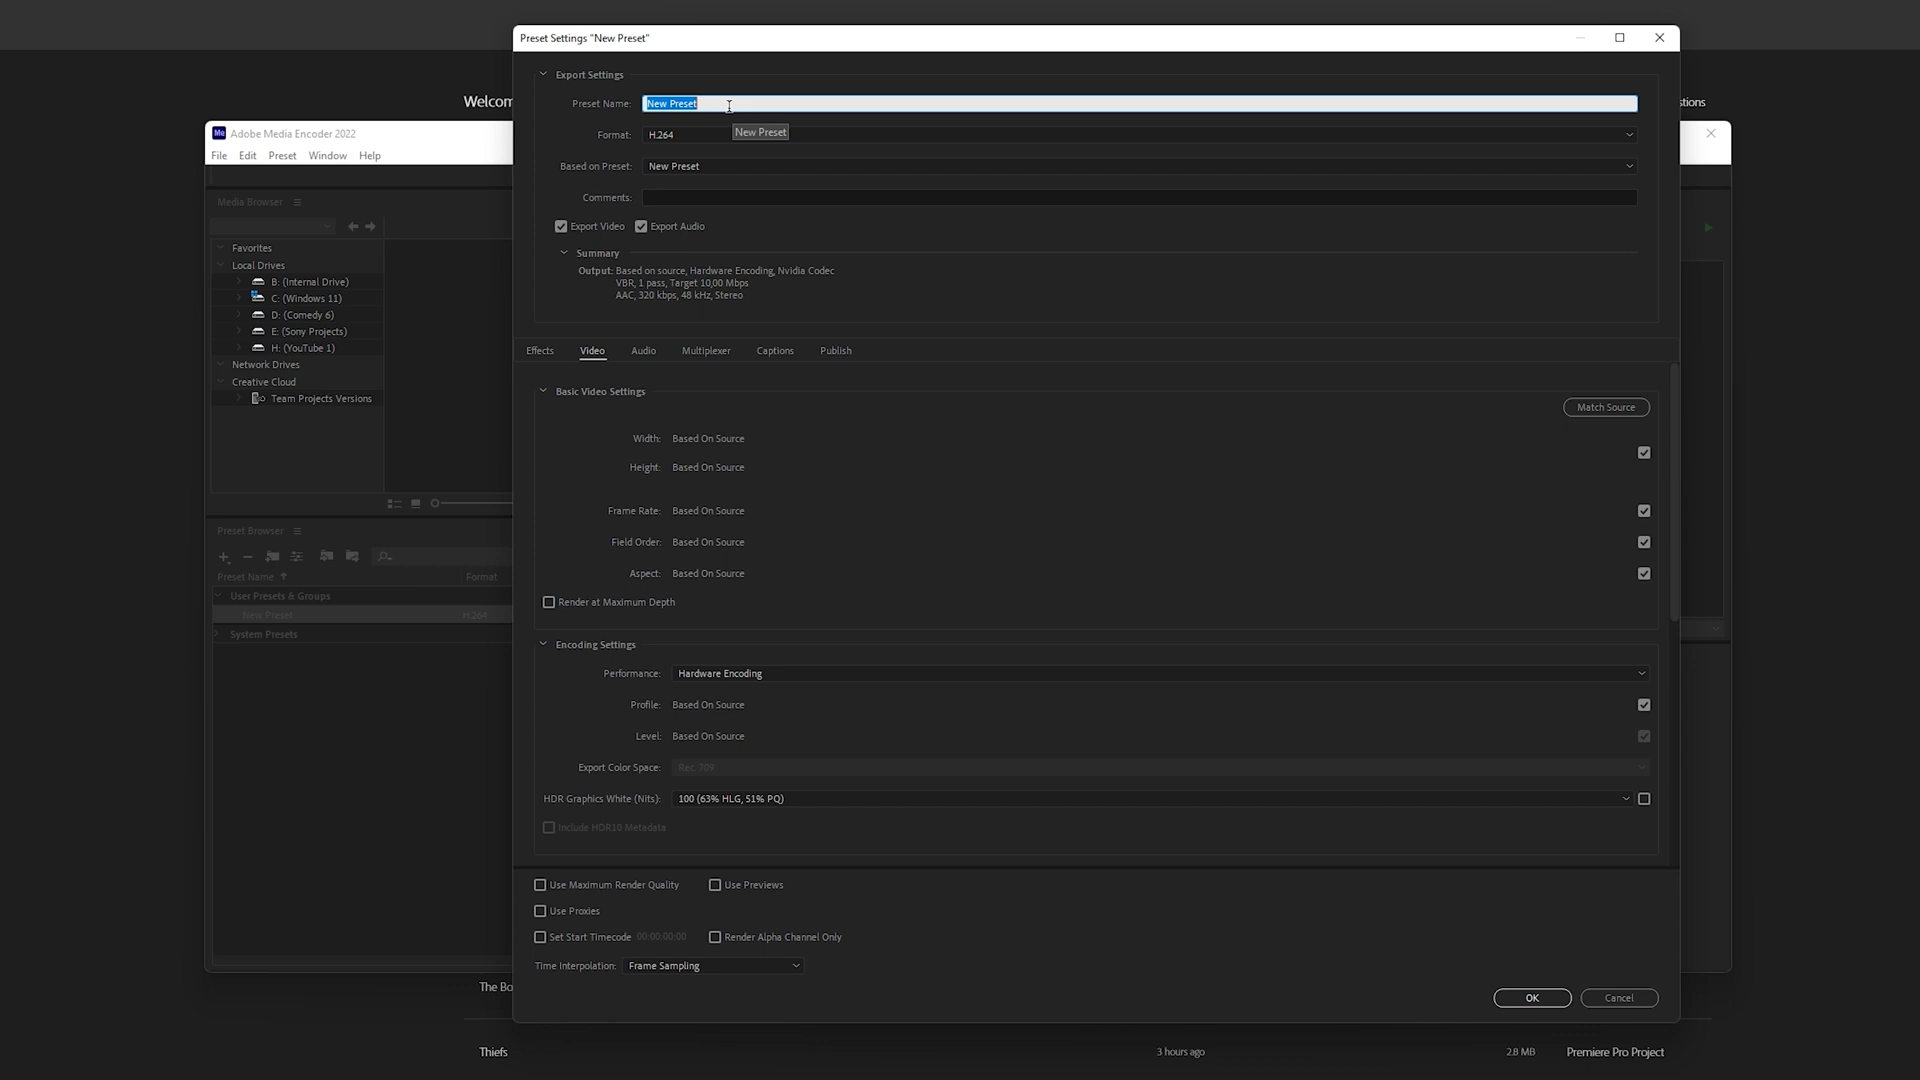 Preset Settings "New Preset"
Export Settings
Welcom
Preset Name: New Preset
stions
New Preset
Adobe Media Encoder 2022
Format: H.264
File Edit Preset Window Help
Based on Preset: New Preset
Comments:
Media Browser
Export Video Export Audio
Favorites
Summary
Local Drives
Output: Based on source, Hardware Encoding, Nvidia Codec
B: (Internal Drive)
VBR, 1 pass, Target 10,00 Mbps
C: (Windows 11)
AAC, 320 kbps, 48 kHz, Stereo
D: (Comedy 6)
E: (Sony Projects)
H: (YouTube 1)
Effects Video Audio Multiplexer Captions Publish
Network Drives
Creative Cloud
Team Projects Versions
Basic Video Settings
Match Source
Width: Based On Source
Height: Based On Source
Frame Rate: Based On Source
Preset Browser
Field Order: Based On Source
Aspect: Based On Source
Preset Name Format
User Presets & Groups
Render at Maximum Depth
New Preset H.264
System Presets
Encoding Settings
Performance: Hardware Encoding
Profile: Based On Source
Level: Based On Source
Export Color Space: Rec. 709
HDR Graphics White (Nits): 100 (63% HLG, 51% PQ)
Include HDR10 Metadata
Use Maximum Render Quality Use Previews
Use Proxies
Set Start Timecode 00:00:00:00 Render Alpha Channel Only
Time Interpolation: Frame Sampling
The Bo
OK Cancel
Thiefs 3 hours ago 2.8 MB Premiere Pro Project